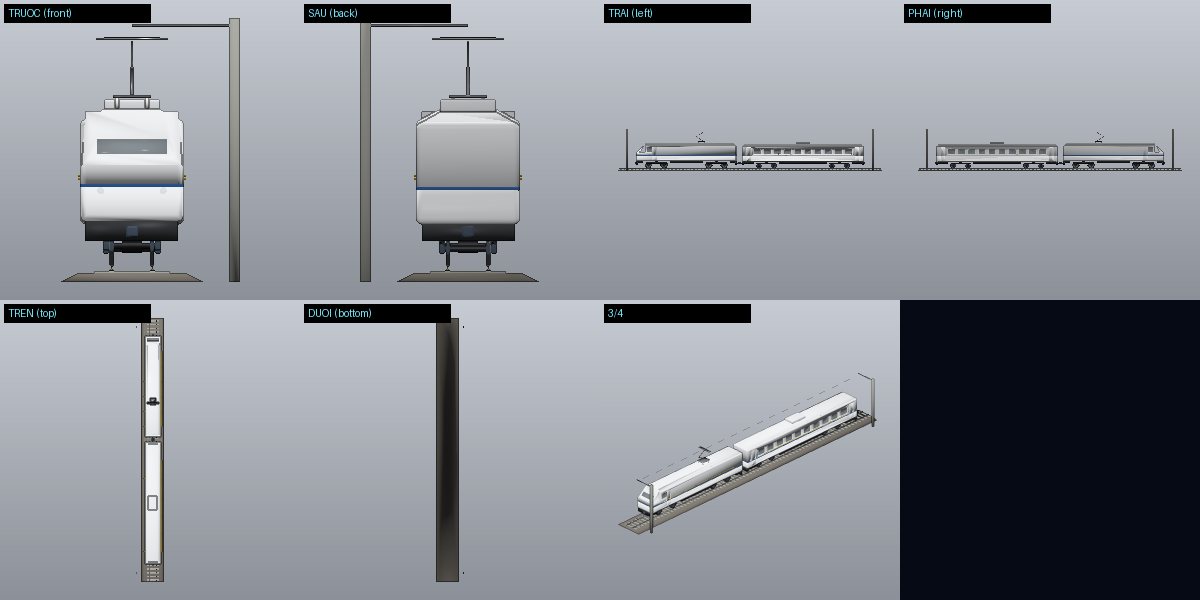 TRUOC (front)
SAU (back)
TRAI (left)
PHAI (right)
TREN (top)
DUOI (bottom)
3/4